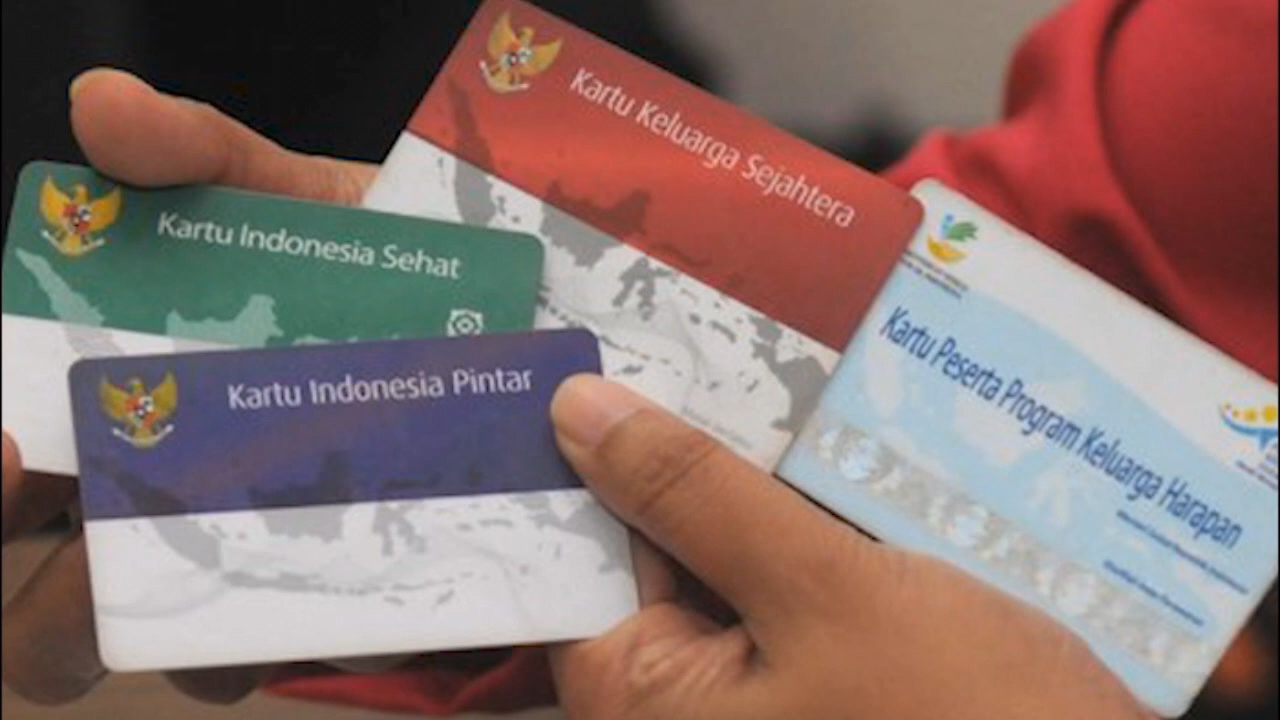 Kartu Keluarga Sejahtera
Kartu Indonesia Sehat
Kartu Indonesia Pintar
Kartu Peserta Program Keluarga Harapan